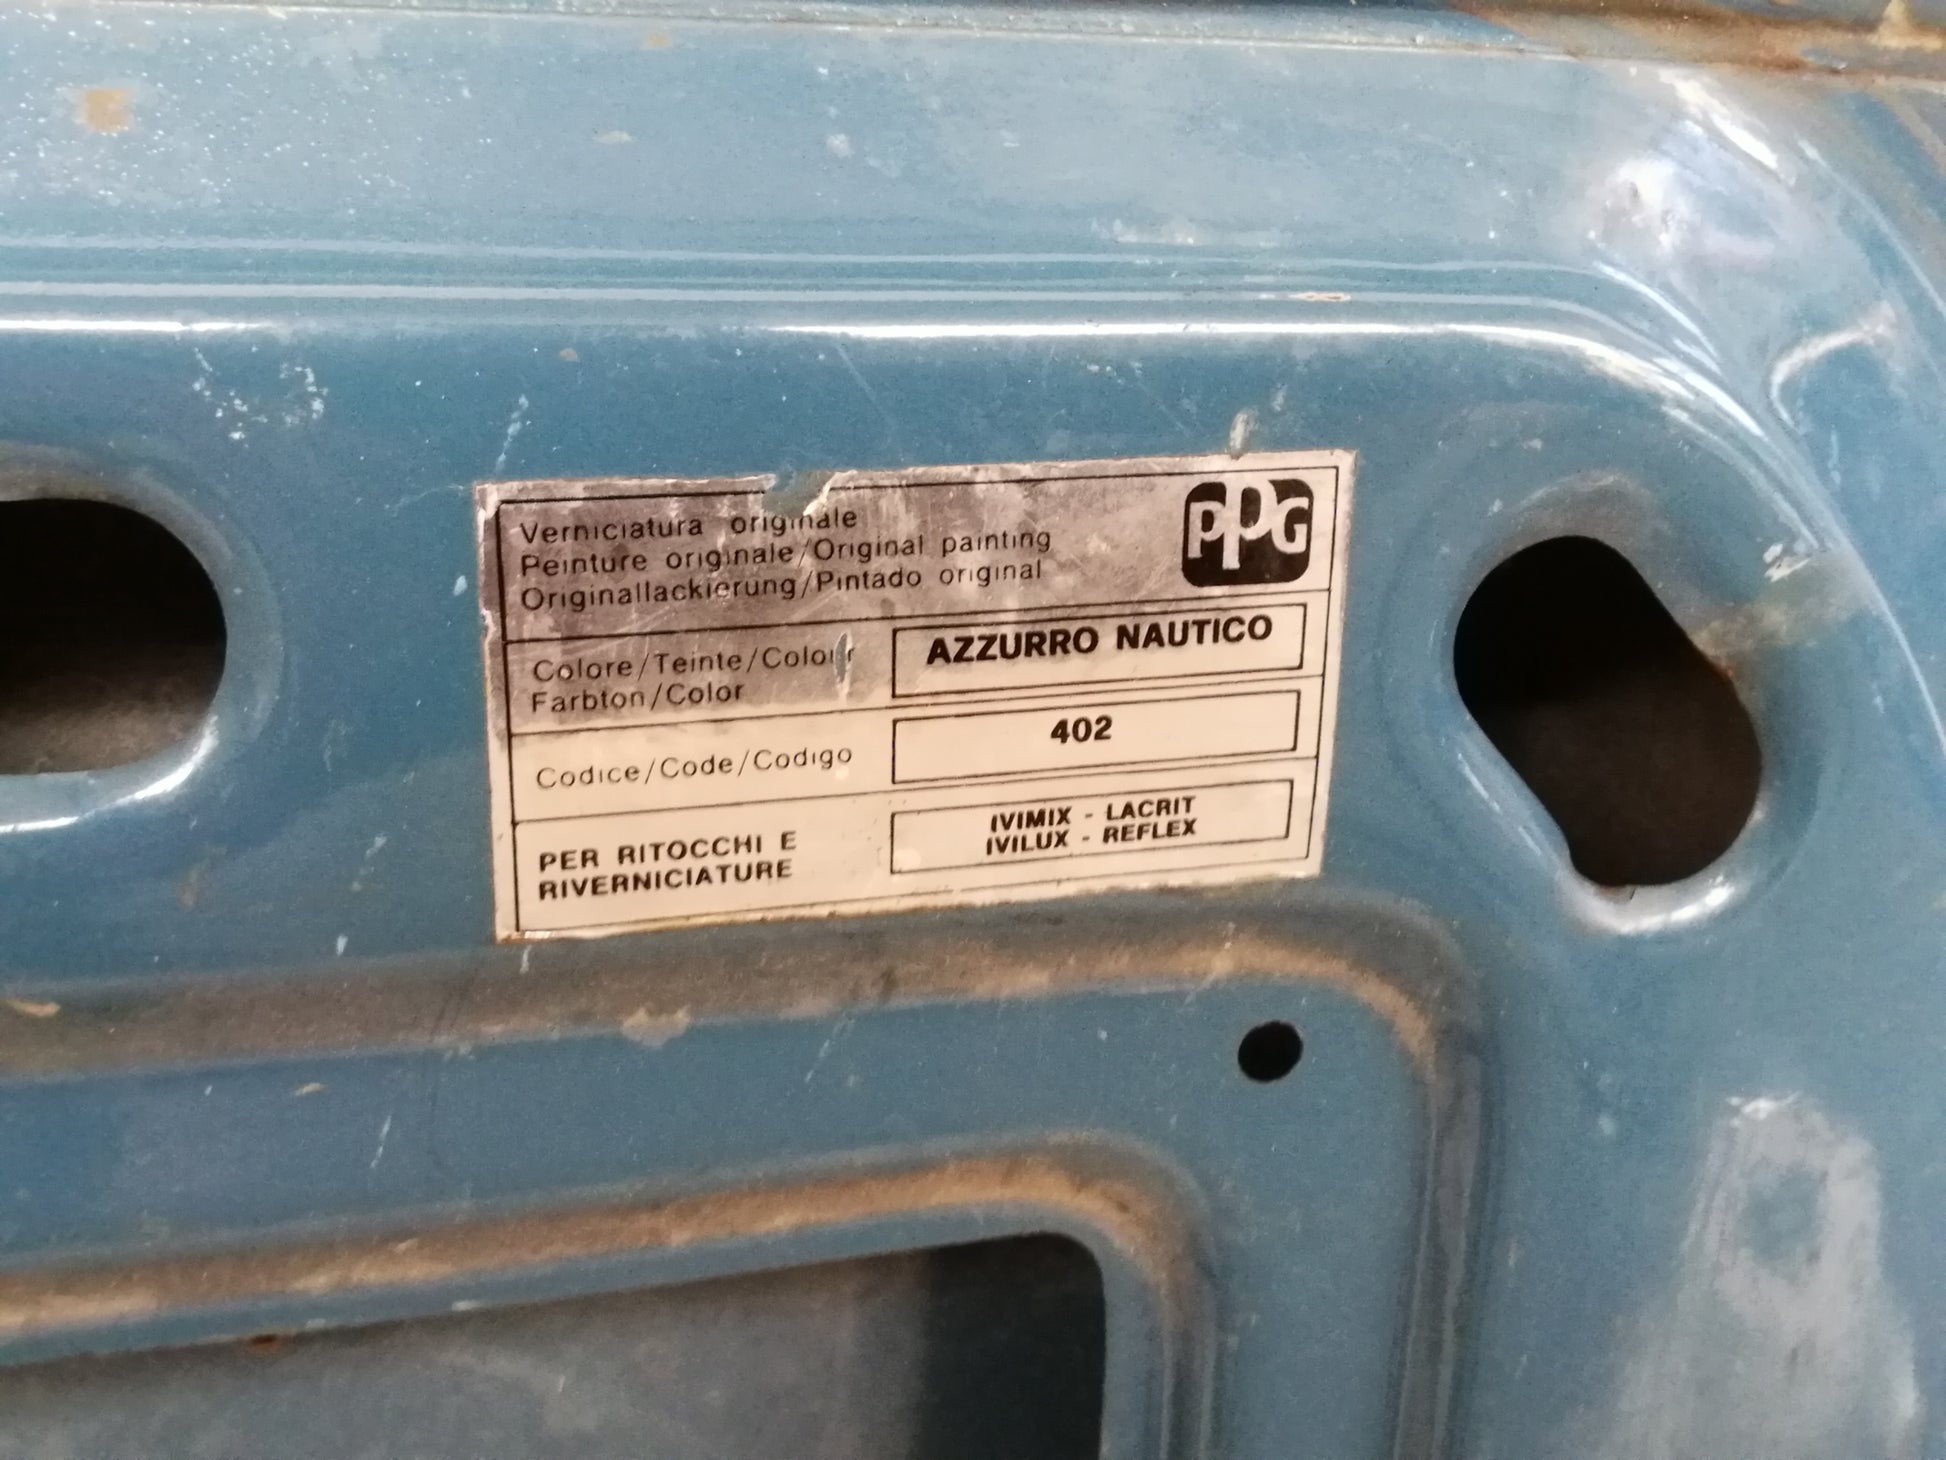 Verniciatura originale
Peinture originale/Original painting
Originallackierung/Pintado original
PPG
Colore/Teinte/Colour
Farbton/Color
AZZURRO NAUTICO
Codice/Code/Codigo
402
PER RITOCCHI E
RIVERNICIATURE
IVIMIX - LACRIT
IVILUX - REFLEX